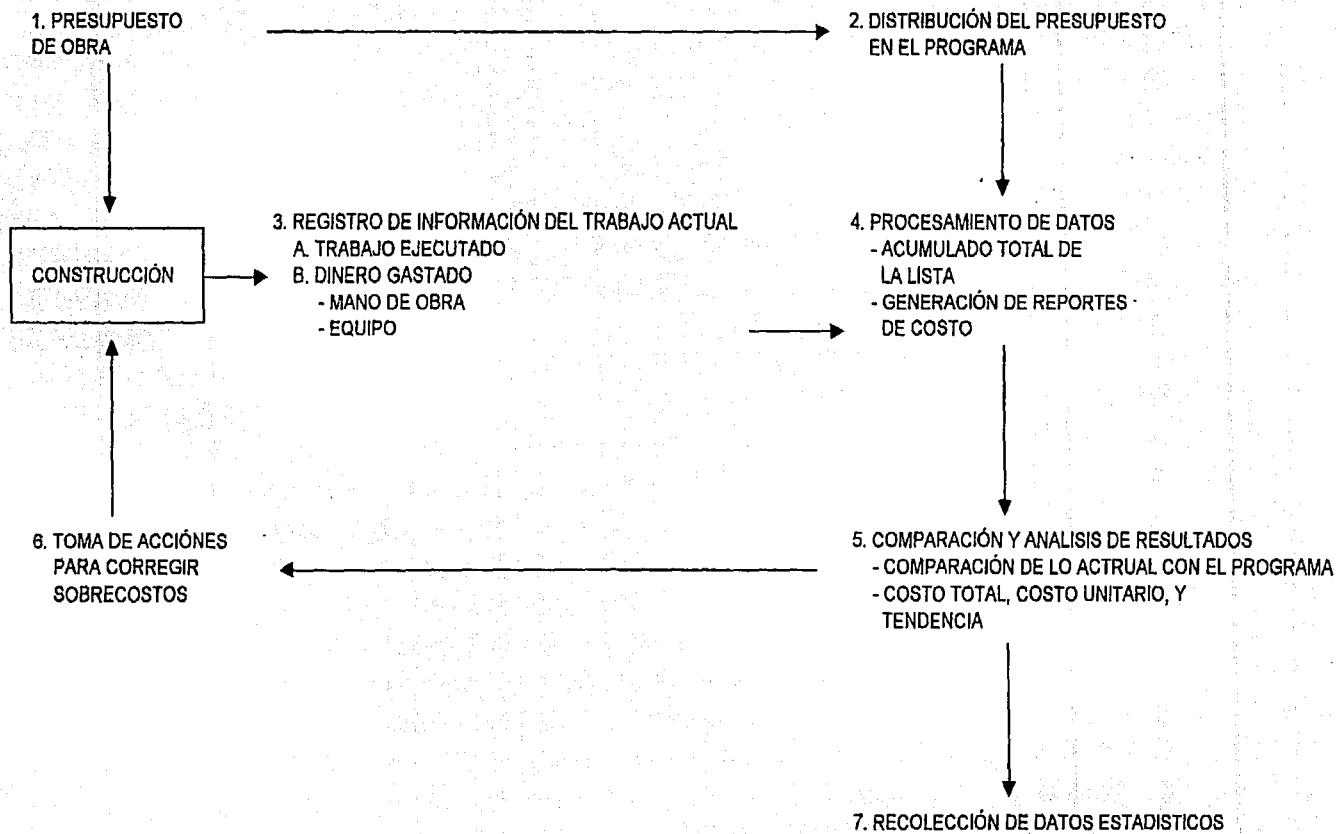 1. PRESUPUESTO
DE OBRA
2. DISTRIBUCIÓN DEL PRESUPUESTO
EN EL PROGRAMA
CONSTRUCCIÓN
3. REGISTRO DE INFORMACIÓN DEL TRABAJO ACTUAL
A. TRABAJO EJECUTADO
B. DINERO GASTADO
- MANO DE OBRA
- EQUIPO
4. PROCESAMIENTO DE DATOS
- ACUMULADO TOTAL DE
LA LISTA
- GENERACIÓN DE REPORTES
DE COSTO
6. TOMA DE ACCIÓNES
PARA CORREGIR
SOBRECOSTOS
5. COMPARACIÓN Y ANALISIS DE RESULTADOS
- COMPARACIÓN DE LO ACTRUAL CON EL PROGRAMA
- COSTO TOTAL, COSTO UNITARIO, Y
TENDENCIA
7. RECOLECCIÓN DE DATOS ESTADISTICOS